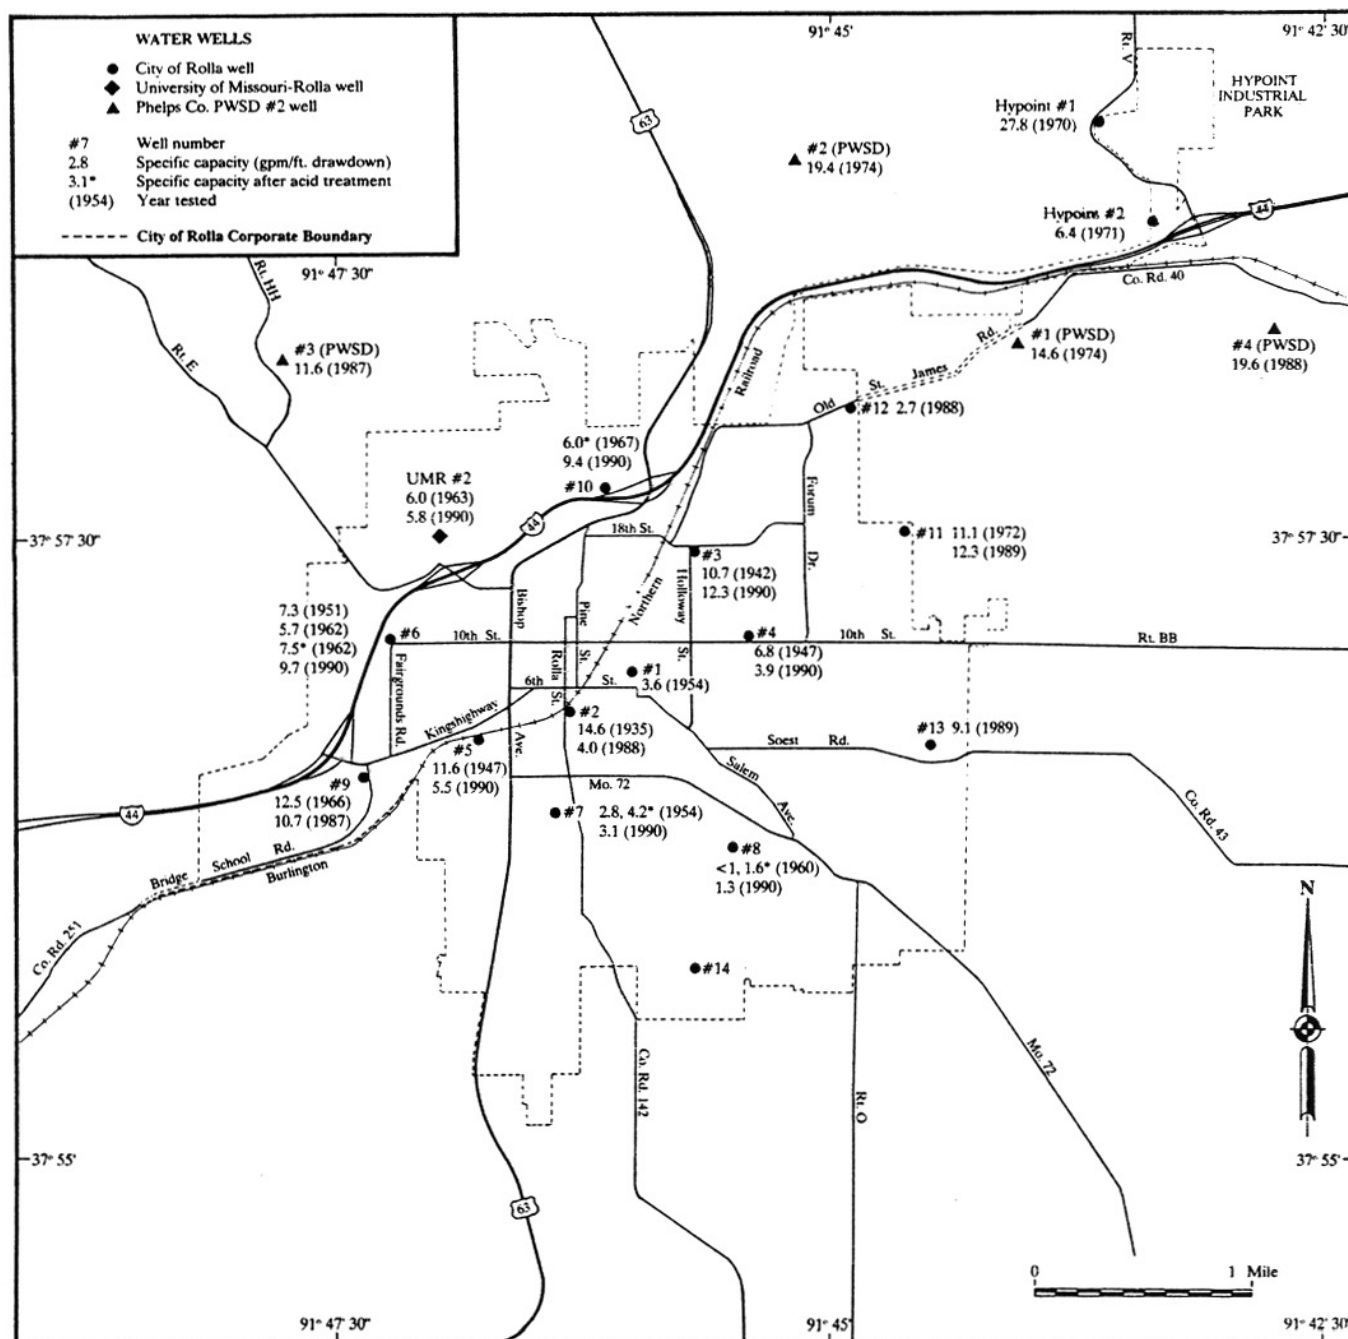 WATER WELLS
City of Rolla well
University of Missouri-Rolla well
Phelps Co. PWSD #2 well
#7 Well number
2.8 Specific capacity (gpm/ft. drawdown)
3.1* Specific capacity after acid treatment
(1954) Year tested
City of Rolla Corporate Boundary
91° 45'
91° 42' 30"
63
Rt. V
HYPOINT
INDUSTRIAL
PARK
Hypoint #1
27.8 (1970)
#2 (PWSD)
19.4 (1974)
Hypoint #2
6.4 (1971)
44
91° 47' 30"
Rt. HH
Rt. E
Co. Rd. 40
#3 (PWSD)
11.6 (1987)
Railroad
#1 (PWSD)
14.6 (1974)
#4 (PWSD)
19.6 (1988)
Old St. James Rd.
#12 2.7 (1988)
6.0* (1967)
9.4 (1990)
#10
UMR #2
6.0 (1963)
5.8 (1990)
44
Forum Dr.
37° 57' 30"
18th St.
#11 11.1 (1972)
12.3 (1989)
37° 57' 30"
#3
10.7 (1942)
12.3 (1990)
Holloway St.
Northern
Pine St.
Bishop Ave.
7.3 (1951)
5.7 (1962)
7.5* (1962)
9.7 (1990)
#6
10th St.
#4
6.8 (1947)
3.9 (1990)
10th St.
Rt. BB
Fairgrounds Rd.
Rolla St.
#1
3.6 (1954)
6th St.
Kingshighway
#2
14.6 (1935)
4.0 (1988)
#5
11.6 (1947)
5.5 (1990)
#13 9.1 (1989)
Soest Rd.
Salem Ave.
#9
12.5 (1966)
10.7 (1987)
Mo. 72
44
#7 2.8, 4.2* (1954)
3.1 (1990)
Co. Rd. 43
#8
<1, 1.6* (1960)
1.3 (1990)
Bridge School Rd.
Burlington
N
Co. Rd. 251
#14
Co. Rd. 142
Rt. O
Mo. 72
37° 55'
37° 55'
63
0 1 Mile
91° 47' 30"
91° 45'
91° 42' 30"